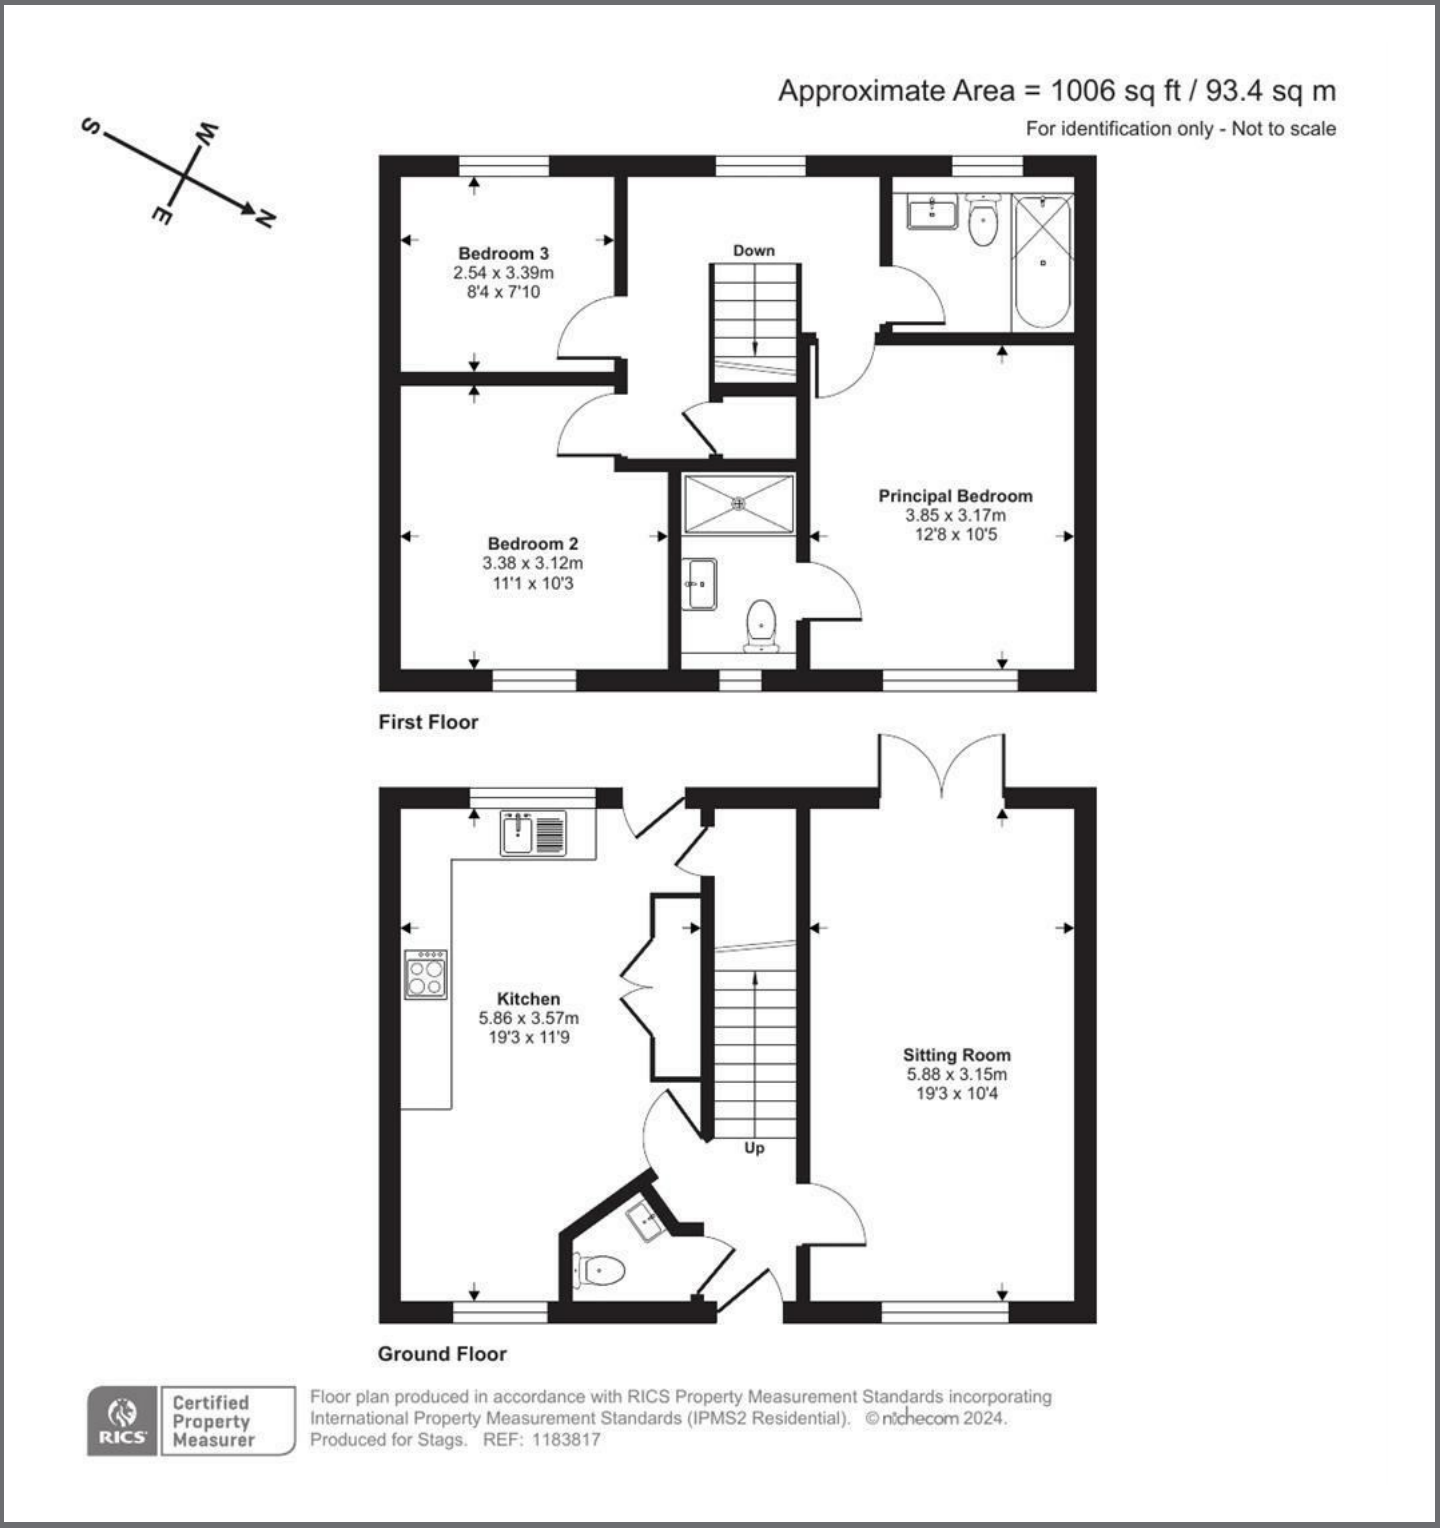 Approximate Area = 1006 sq ft / 93.4 sq m
For identification only - Not to scale
S
W
E
N
Bedroom 3
2.54 x 3.39m
8'4 x 7'10
Down
Principal Bedroom
3.85 x 3.17m
12'8 x 10'5
Bedroom 2
3.38 x 3.12m
11'1 x 10'3
First Floor
Kitchen
5.86 x 3.57m
19'3 x 11'9
Sitting Room
5.88 x 3.15m
19'3 x 10'4
Up
Ground Floor
RICS
Certified
Property
Measurer
Floor plan produced in accordance with RICS Property Measurement Standards incorporating
International Property Measurement Standards (IPMS2 Residential). © nichecom 2024.
Produced for Stags. REF: 1183817